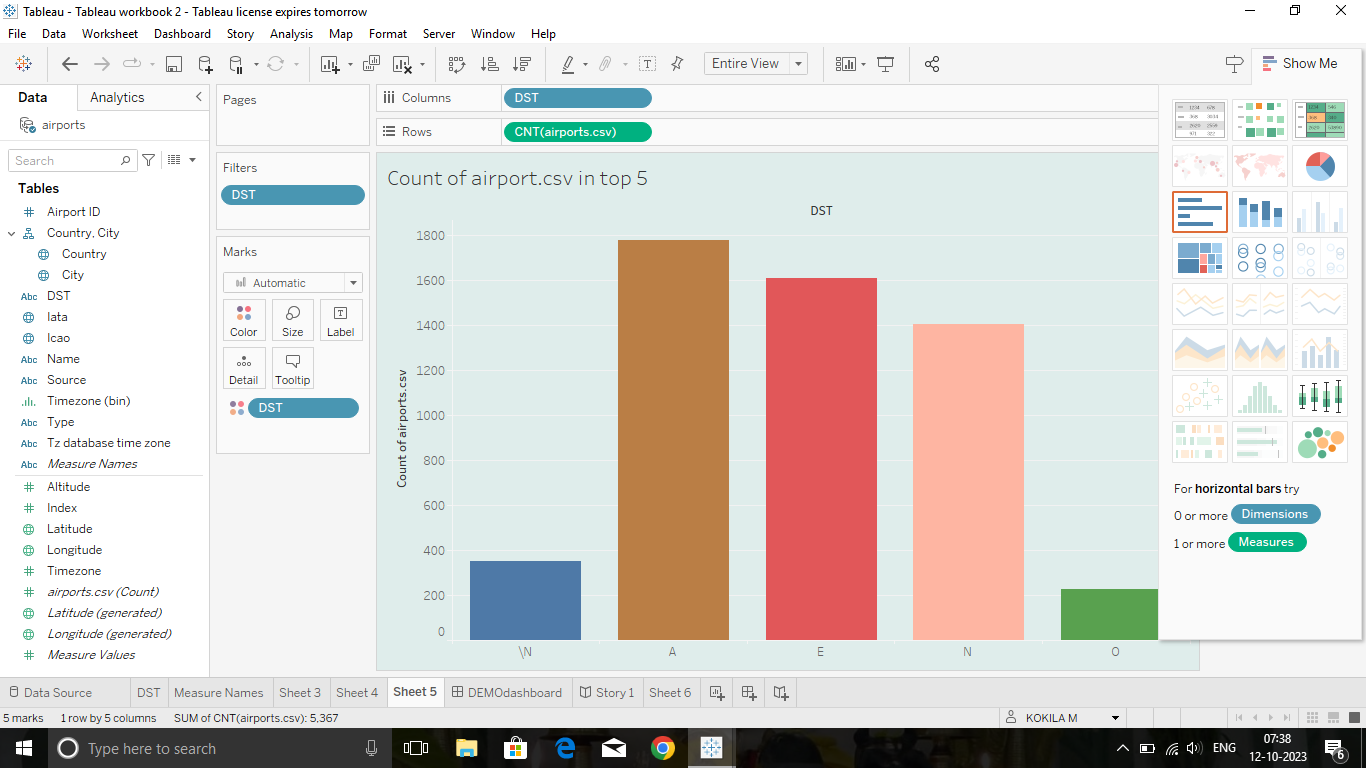 Tableau - Tableau workbook 2 - Tableau license expires tomorrow
File Data Worksheet Dashboard Story Analysis Map Format Server Window Help
Entire View
Show Me
Data Analytics
airports
Search
Tables
Airport ID
Country, City
Country
City
Abc DST
Iata
Icao
Abc Name
Abc Source
Timezone (bin)
Abc Type
Abc Tz database time zone
Abc Measure Names
Altitude
Index
Latitude
Longitude
Timezone
airports.csv (Count)
Latitude (generated)
Longitude (generated)
Measure Values
Pages
Filters
DST
Marks
Automatic
Color Size Label
Detail Tooltip
DST
Columns DST
Rows CNT(airports.csv)
Count of airport.csv in top 5
DST
Count of airports.csv
1800
1600
1400
1200
1000
800
600
400
200
0
\N A E N O
For horizontal bars try
0 or more Dimensions
1 or more Measures
Data Source DST Measure Names Sheet 3 Sheet 4 Sheet 5 DEMOdashboard Story 1 Sheet 6
5 marks 1 row by 5 columns SUM of CNT(airports.csv): 5,367
KOKILA M
Type here to search
ENG
07:38
12-10-2023
6